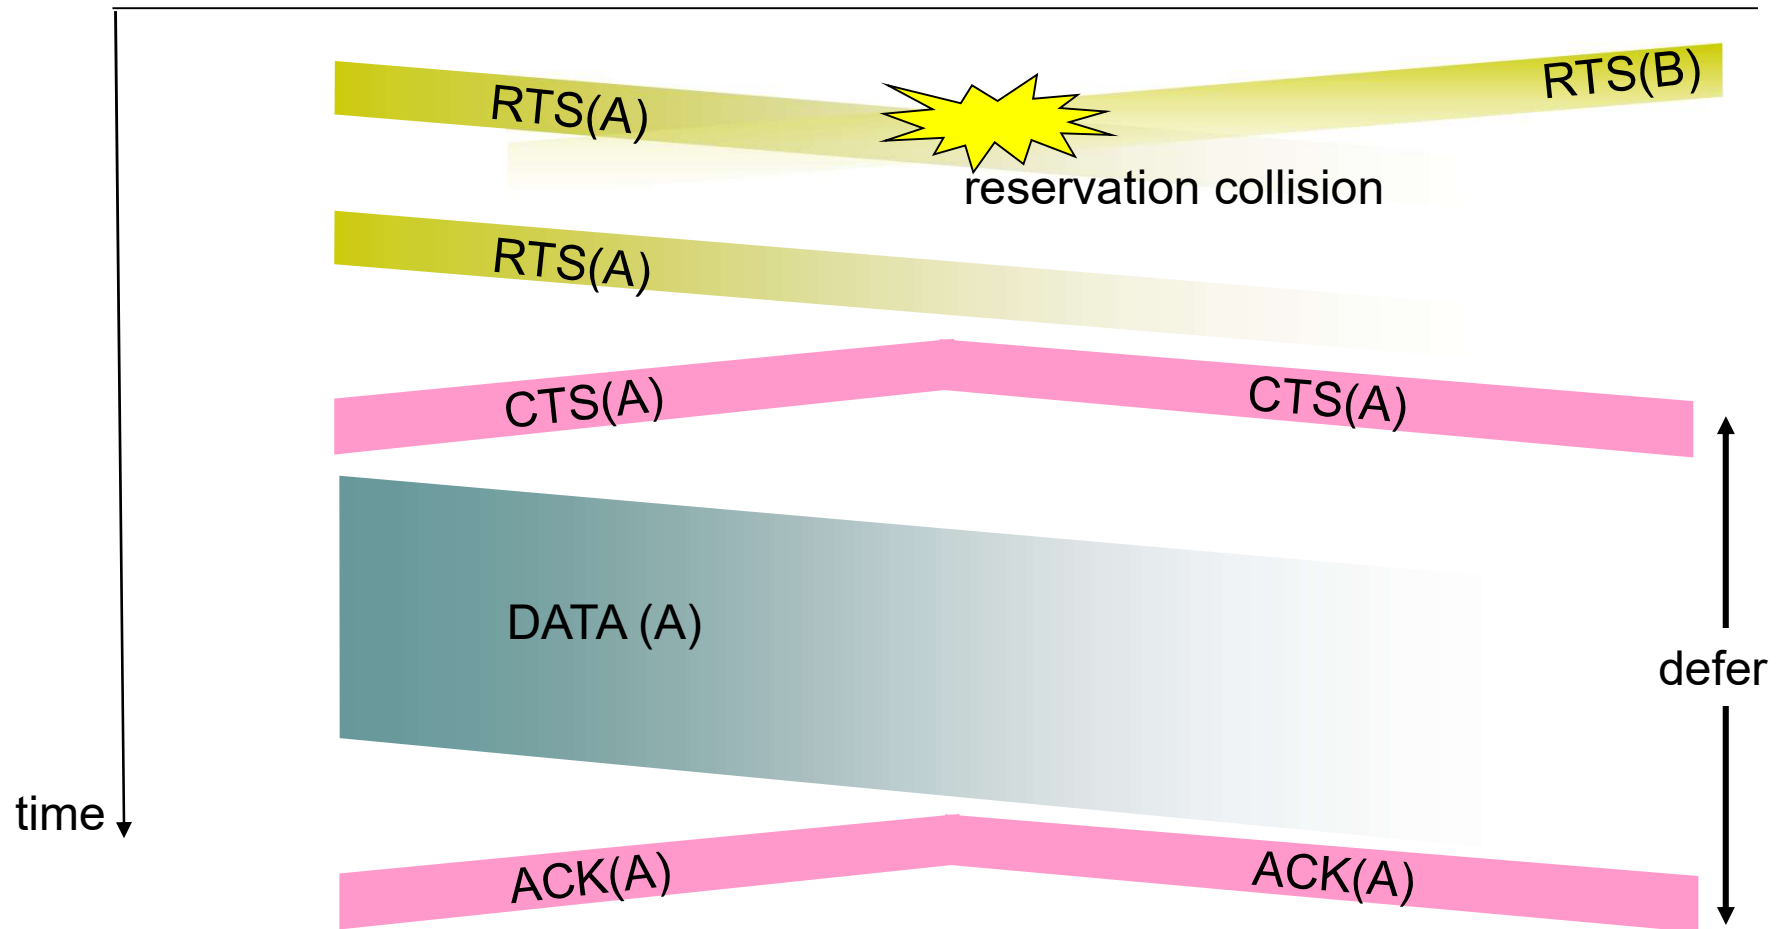 RTS(B)
RTS(A)
reservation collision
RTS(A)
CTS(A)
CTS(A)
DATA (A)
defer
time
ACK(A)
ACK(A)